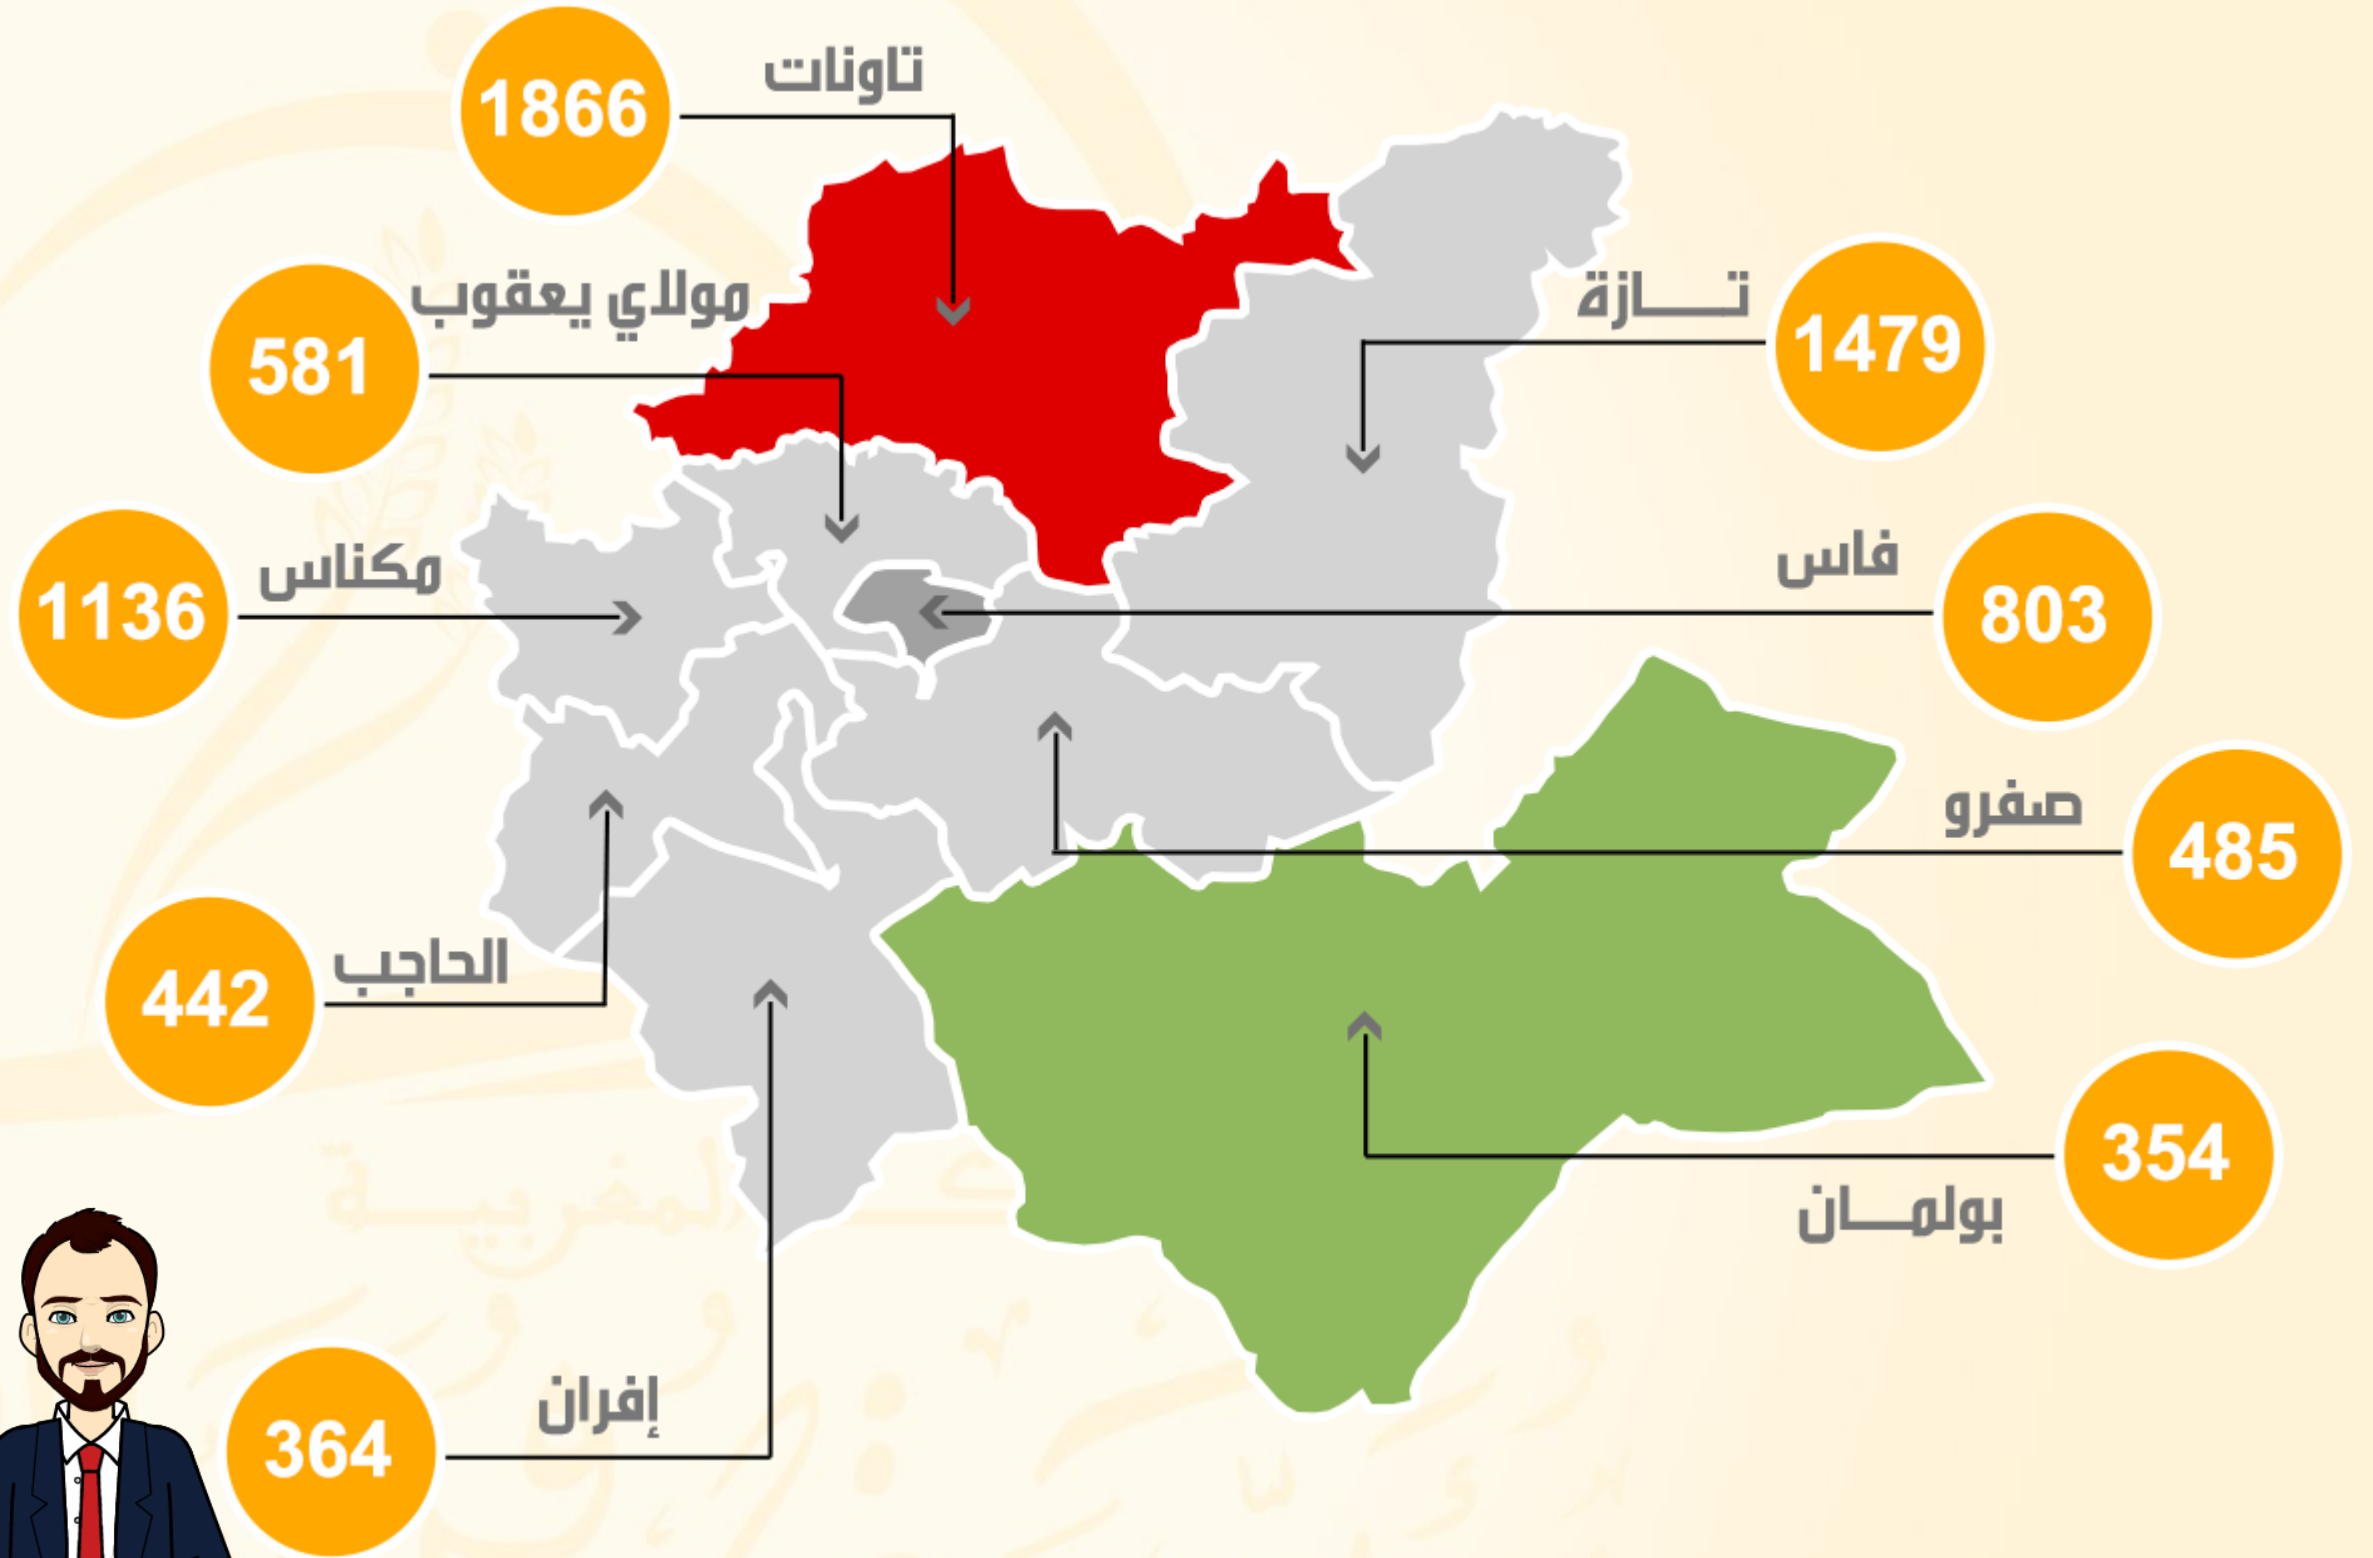 تاونات
1866
مولاي يعقوب
581
تـــازة
1479
مكناس
1136
فاس
803
صفرو
485
الحاجب
442
بولمـــان
354
إفران
364